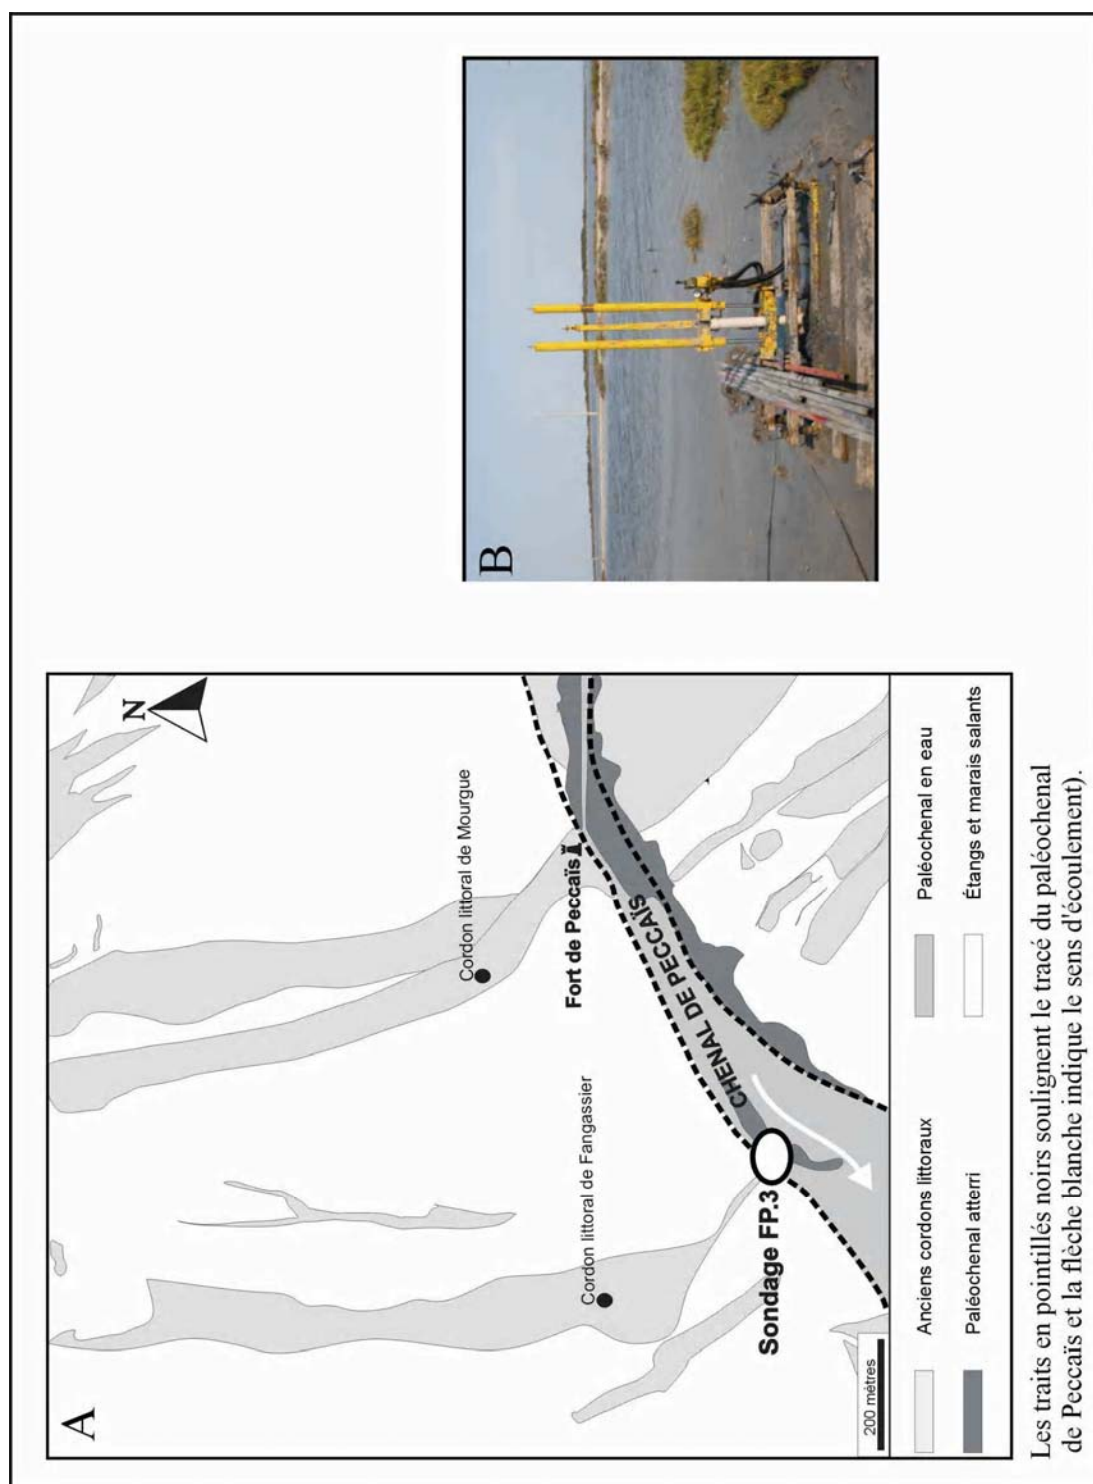 A
N
Cordon littoral de Mourgue
Fort de Peccaïs
Cordon littoral de Fangassier
CHENAL DE PECCAÏS
Sondage FP.3
200 mètres
Anciens cordons littoraux
Paléochenal en eau
Paléochenal atterri
Étangs et marais salants
B
Les traits en pointillés noirs soulignent le tracé du paléochenal
de Peccaïs et la flèche blanche indique le sens d'écoulement).